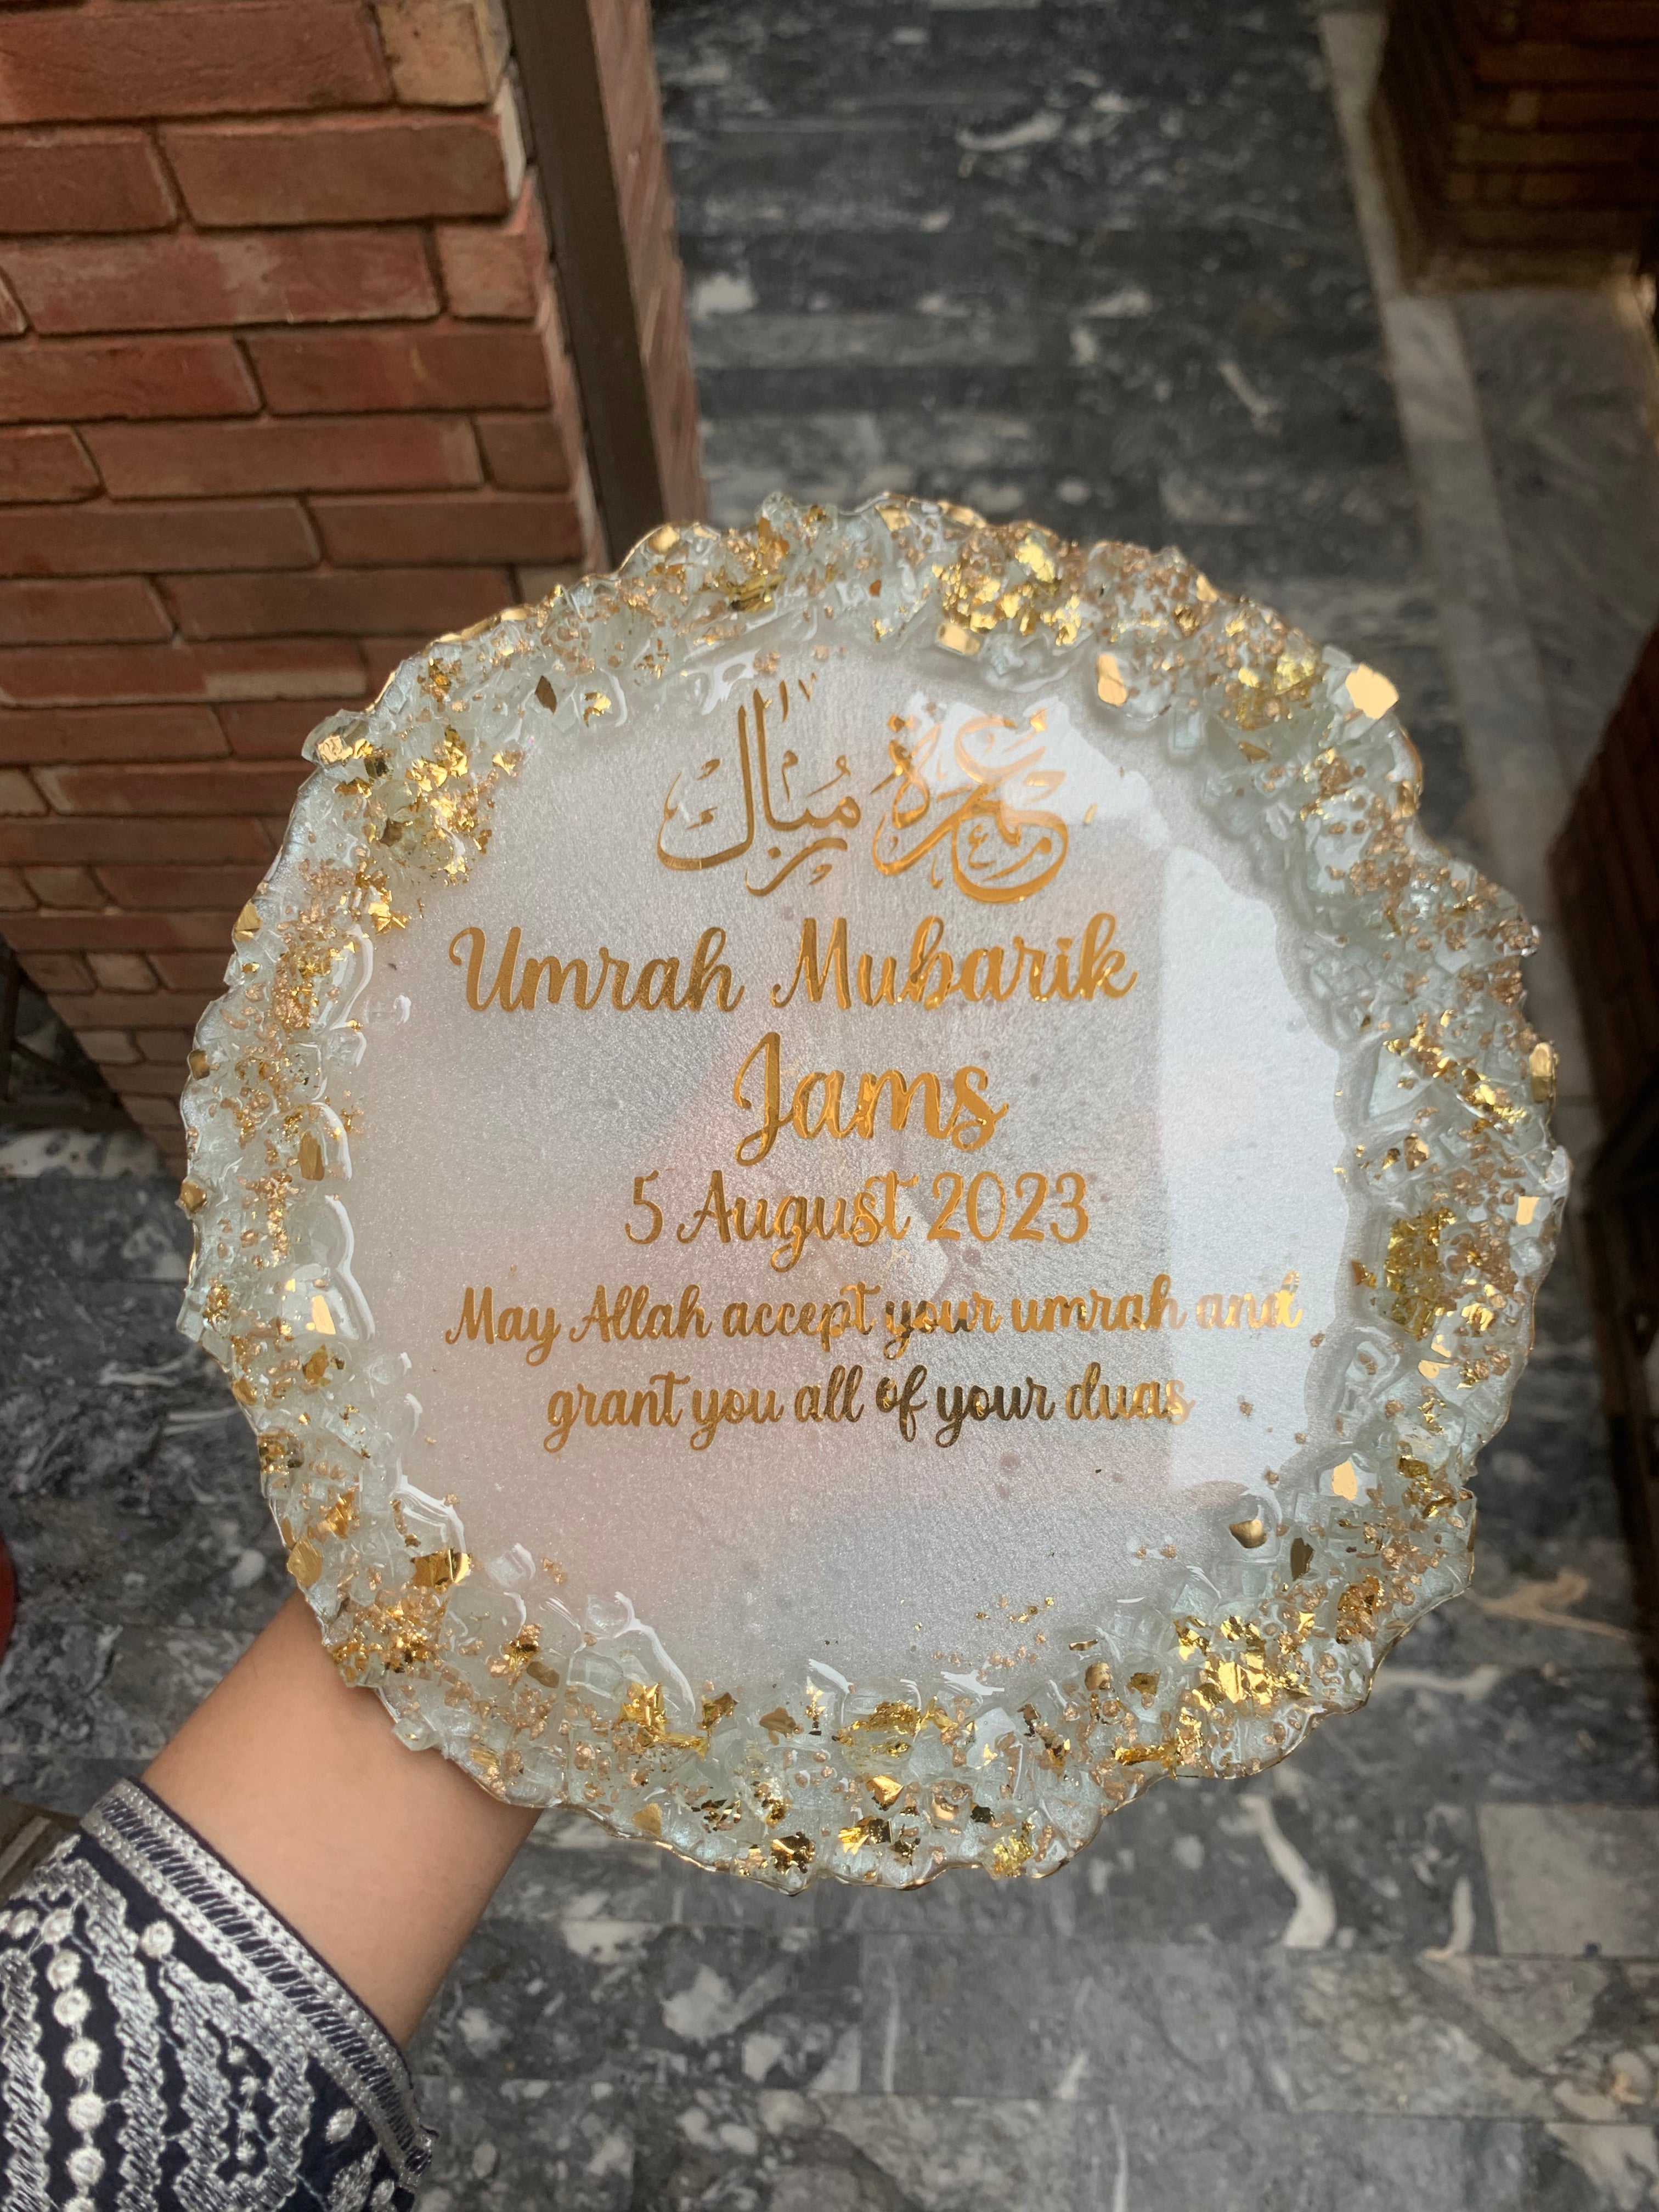 عمرة مبارك
Umrah Mubarik
Jams
5 August 2023
May Allah accept your umrah and
grant you all of your duas